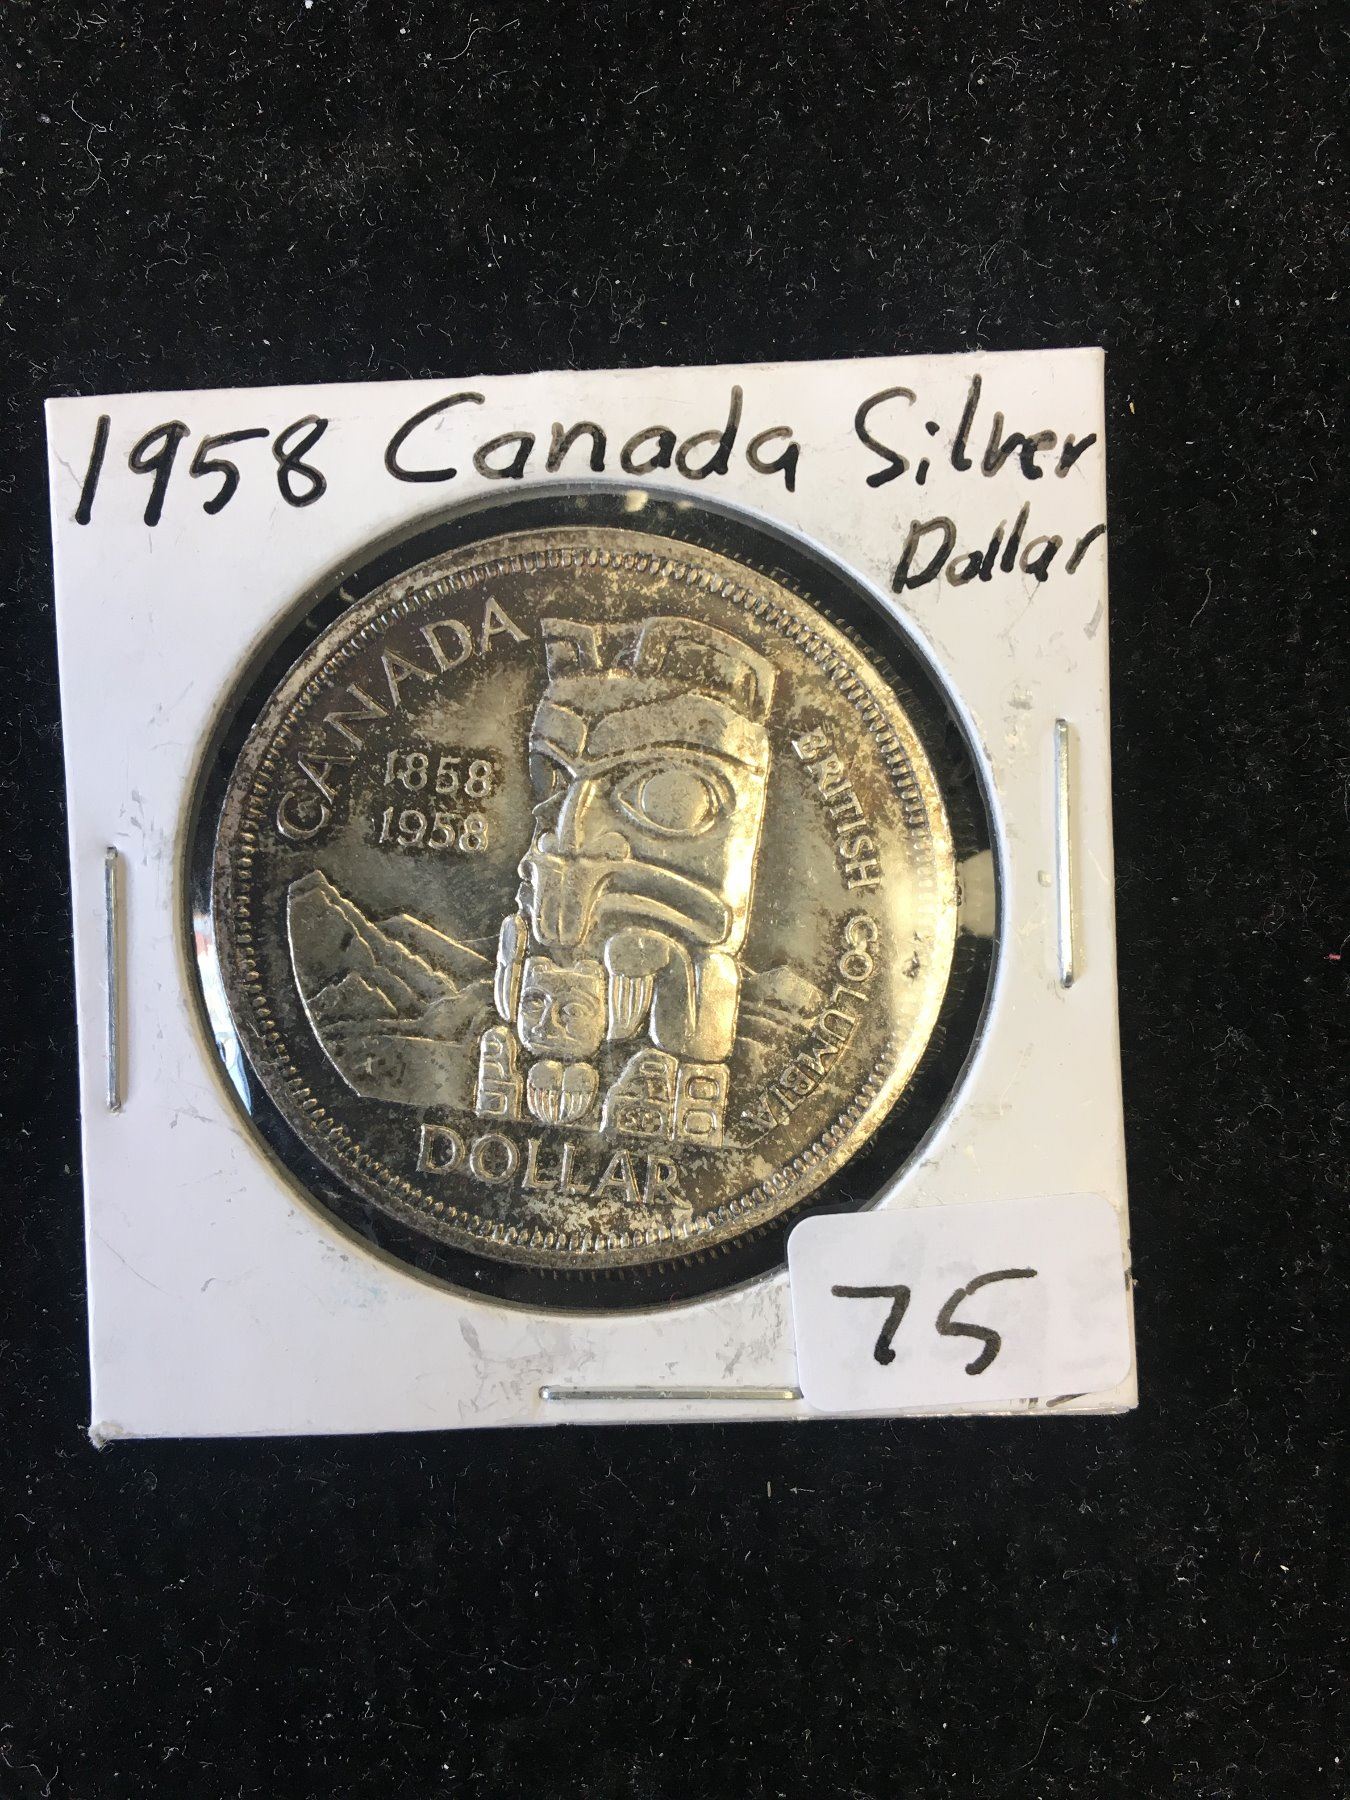 1958 Canada Silver
Dollar
CANADA
1858
1958
BRITISH COLUMBIA
DOLLAR
75